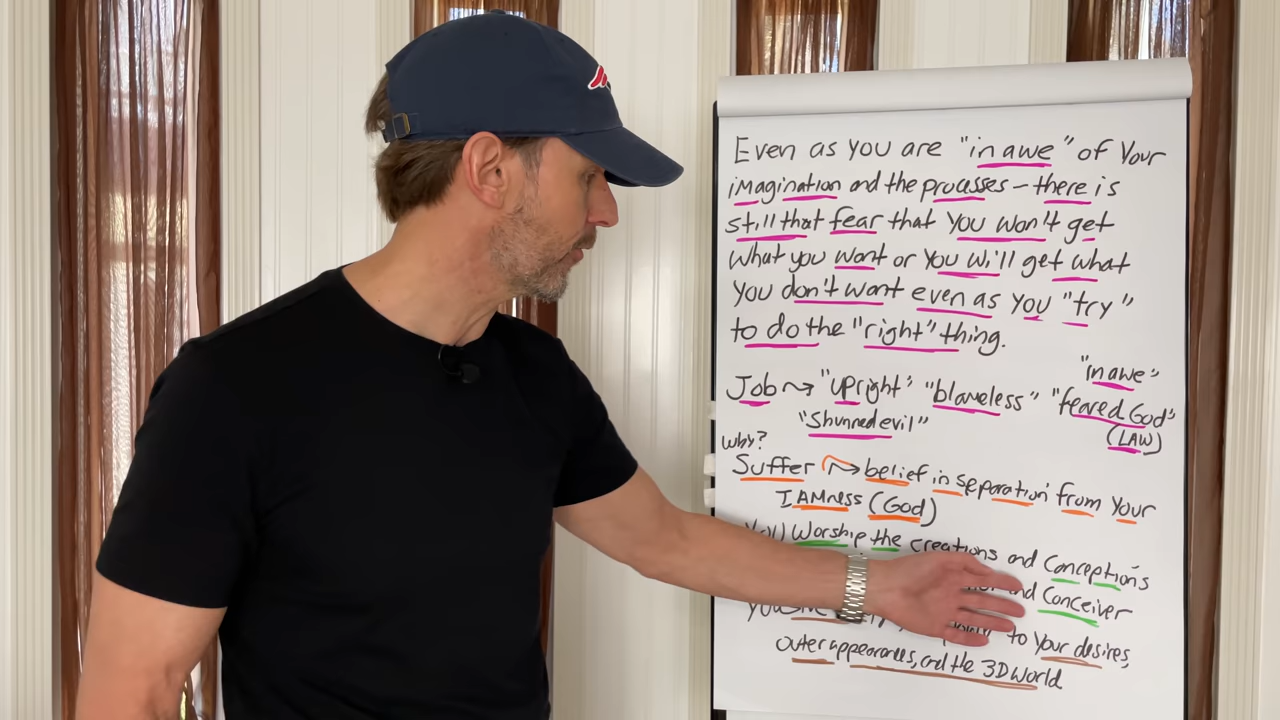 Even as you are "in awe" of Your
imagination and the processes – there is
still that fear that You won't get
What you want or You will get what
You don't want even as You "try"
to do the "right" thing.
"in awe"
Job → "upright" "blameless" "feared God"
"Shunned evil" (LAW)
Why?
Suffer → belief in separation from Your
I AMness (God)
You Worship the creations and Conceptions
and Conceiver
to Your desires,
outer appearances, and the 3D World